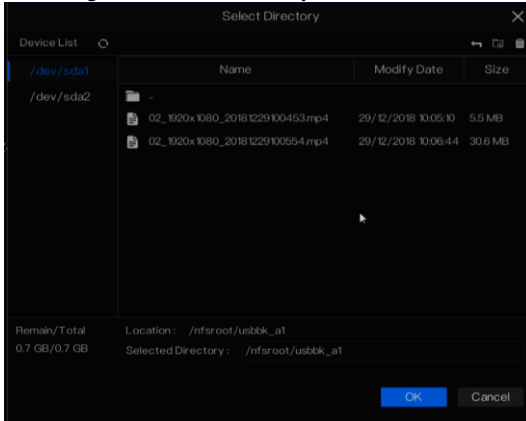 Select Directory
Device List
/dev/sda1
/dev/sda2
Name Modify Date Size
-
02_1920x1080_20181229100453.mp4 29/12/2018 10:05:10 5.5 MB
02_1920x1080_20181229100554.mp4 29/12/2018 10:06:44 30.6 MB
Remain/Total
0.7 GB/0.7 GB
Location : /nfsroot/usbbk_a1
Selected Directory : /nfsroot/usbbk_a1
OK Cancel